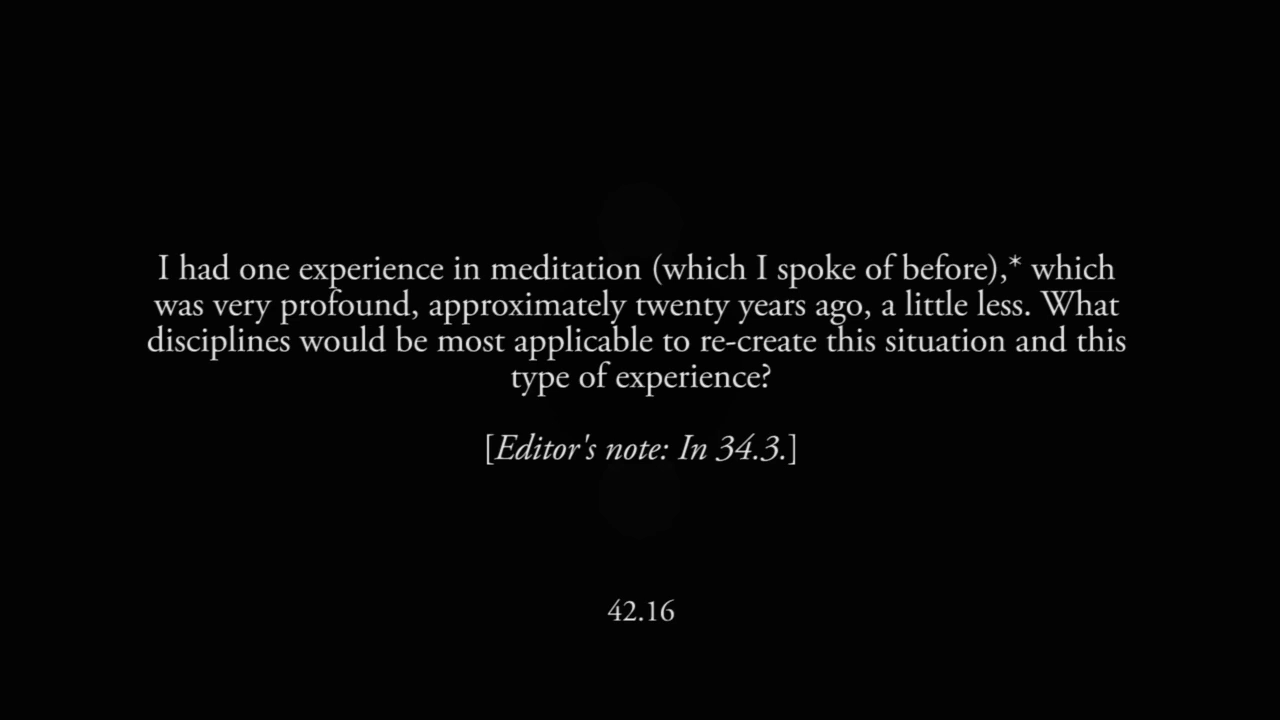 I had one experience in meditation (which I spoke of before),* which
was very profound, approximately twenty years ago, a little less. What
disciplines would be most applicable to re-create this situation and this
type of experience?
[Editor's note: In 34.3.]
42.16